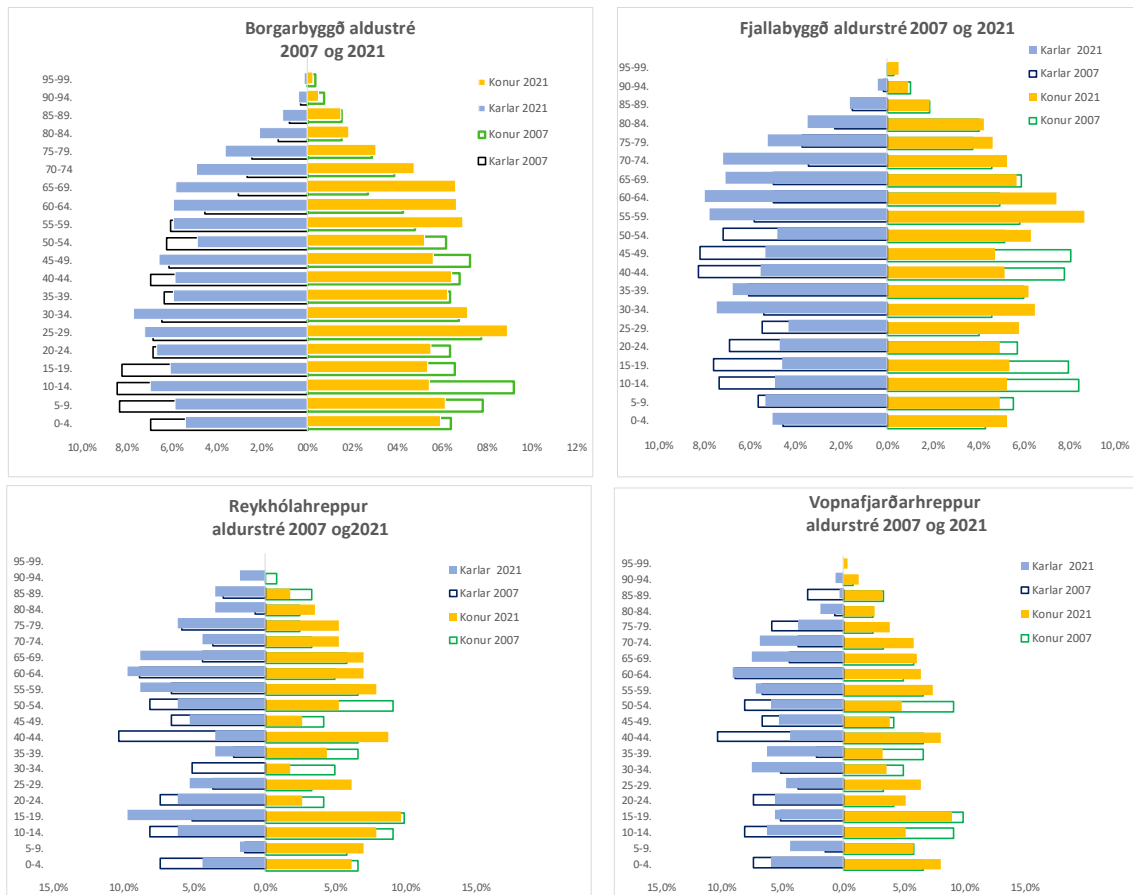 Borgarbyggð aldustré
2007 og 2021
95-99.
90-94.
85-89.
80-84.
75-79.
70-74
65-69.
60-64.
55-59.
50-54.
45-49.
40-44.
35-39.
30-34.
25-29.
20-24.
15-19.
10-14.
5-9.
0-4.
10,0% 8,0% 6,0% 4,0% 2,0% 0,0% 02% 04% 06% 08% 10% 12%
Konur 2021
Karlar 2021
Konur 2007
Karlar 2007
Fjallabyggð aldurstré 2007 og 2021
95-99.
90-94.
85-89.
80-84.
75-79.
70-74.
65-69.
60-64.
55-59.
50-54.
45-49.
40-44.
35-39.
30-34.
25-29.
20-24.
15-19.
10-14.
5-9.
0-4.
10,0% 8,0% 6,0% 4,0% 2,0% 0,0% 2,0% 4,0% 6,0% 8,0% 10,0%
Karlar 2021
Karlar 2007
Konur 2021
Konur 2007
Reykhólahreppur
aldurstré 2007 og2021
95-99.
90-94.
85-89.
80-84.
75-79.
70-74.
65-69.
60-64.
55-59.
50-54.
45-49.
40-44.
35-39.
30-34.
25-29.
20-24.
15-19.
10-14.
5-9.
0-4.
15,0% 10,0% 5,0% 0,0% 5,0% 10,0% 15,0%
Karlar 2021
Karlar 2007
Konur 2021
Konur 2007
Vopnafjarðarhreppur
aldurstré 2007 og 2021
95-99.
90-94.
85-89.
80-84.
75-79.
70-74.
65-69.
60-64.
55-59.
50-54.
45-49.
40-44.
35-39.
30-34.
25-29.
20-24.
15-19.
10-14.
5-9.
0-4.
15,0% 10,0% 5,0% 0,0% 5,0% 10,0% 15,0%
Karlar 2021
Karlar 2007
Konur 2021
Konur 2007